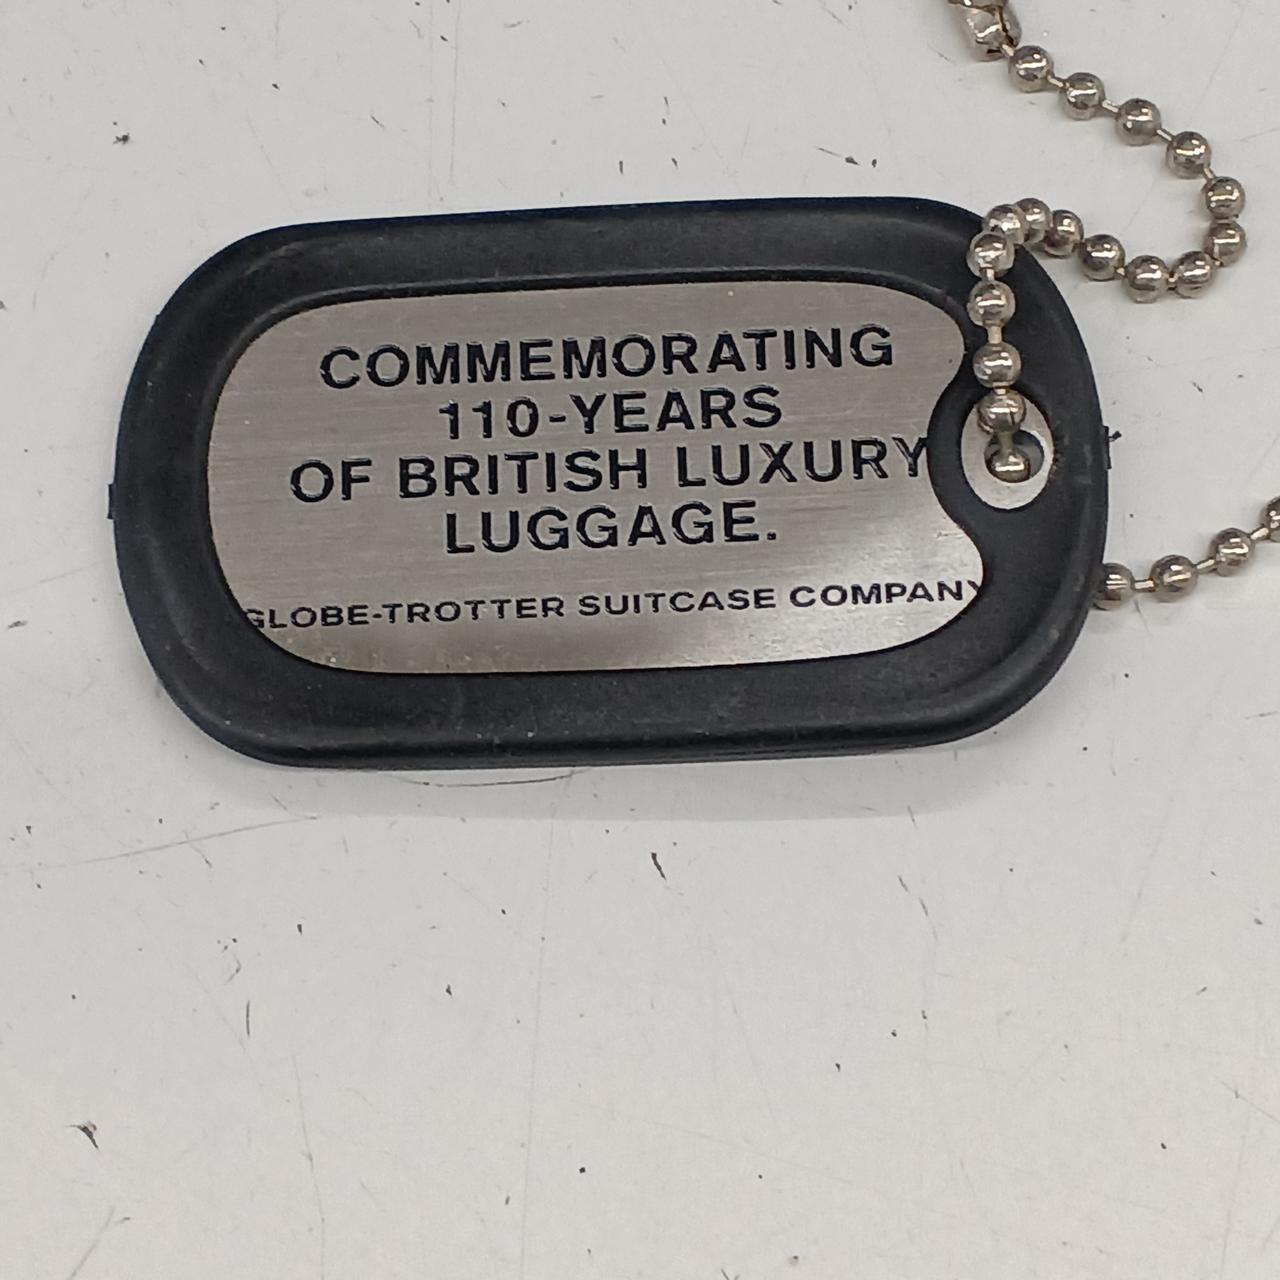 COMMEMORATING
110-YEARS
OF BRITISH LUXURY
LUGGAGE.
GLOBE-TROTTER SUITCASE COMPANY